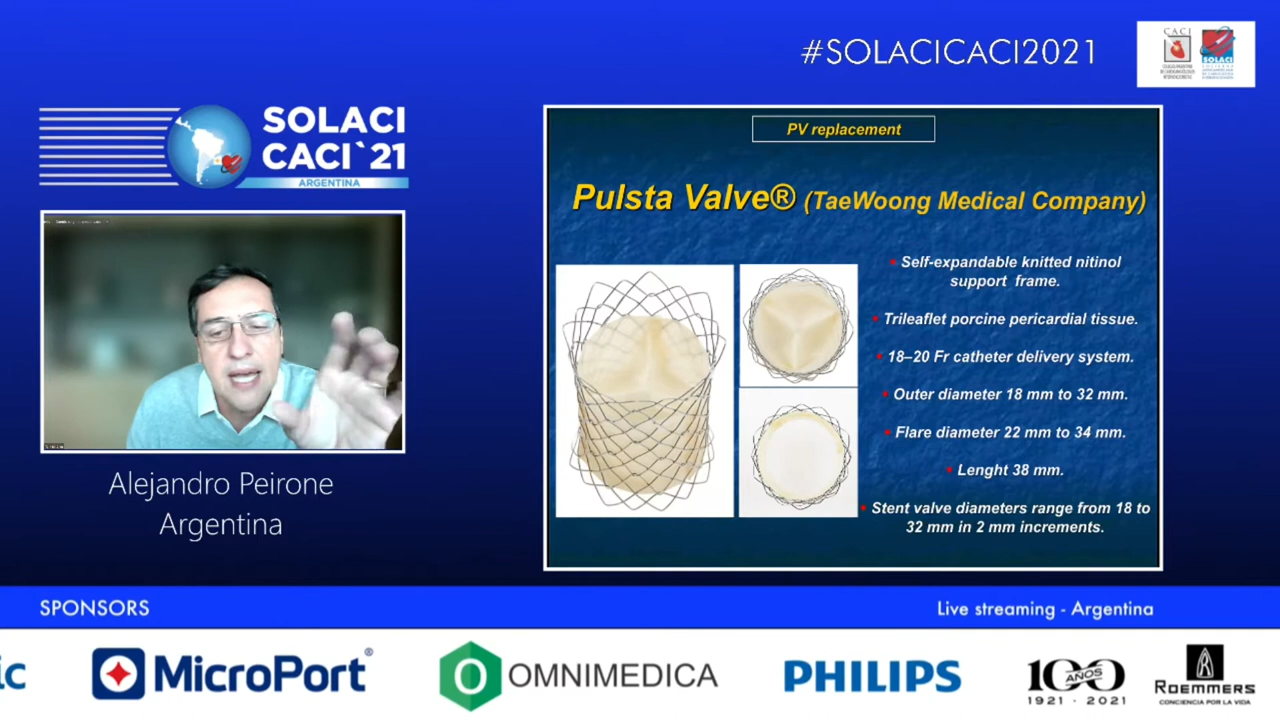 #SOLACICACI2021
CACI
SOLACI
SOLACI
CACI`21
ARGENTINA
PV replacement
Pulsta Valve® (TaeWoong Medical Company)
• Self-expandable knitted nitinol
support frame.
• Trileaflet porcine pericardial tissue.
• 18–20 Fr catheter delivery system.
• Outer diameter 18 mm to 32 mm.
• Flare diameter 22 mm to 34 mm.
• Lenght 38 mm.
• Stent valve diameters range from 18 to
32 mm in 2 mm increments.
Alejandro Peirone
Argentina
SPONSORS
Live streaming - Argentina
ic
MicroPort®
OMNIMEDICA
PHILIPS
100
AÑOS
1921 · 2021
ROEMMERS
CONCIENCIA POR LA VIDA